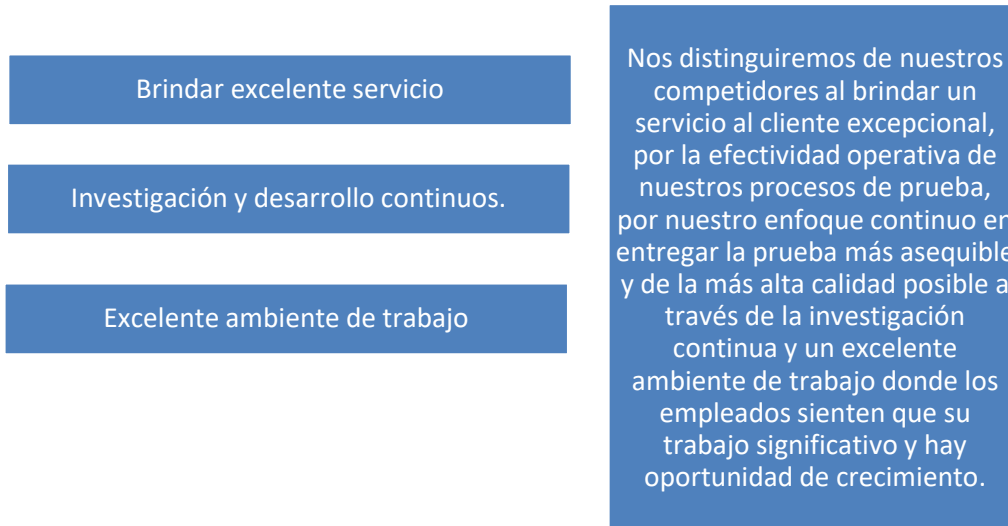 Brindar excelente servicio
Investigación y desarrollo continuos.
Excelente ambiente de trabajo
Nos distinguiremos de nuestros
competidores al brindar un
servicio al cliente excepcional,
por la efectividad operativa de
nuestros procesos de prueba,
por nuestro enfoque continuo en
entregar la prueba más asequible
y de la más alta calidad posible a
través de la investigación
continua y un excelente
ambiente de trabajo donde los
empleados sienten que su
trabajo significativo y hay
oportunidad de crecimiento.